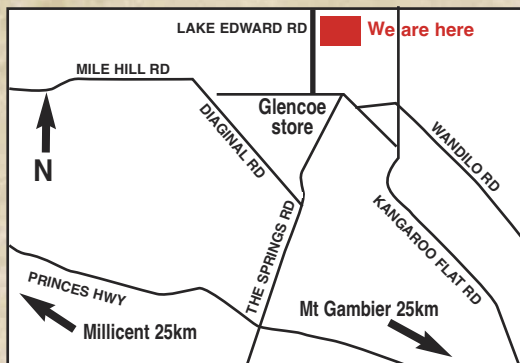 LAKE EDWARD RD
We are here
MILE HILL RD
Glencoe
store
DIAGINAL RD
WANDILO RD
N
KANGAROO FLAT RD
THE SPRINGS RD
PRINCES HWY
Mt Gambier 25km
Millicent 25km